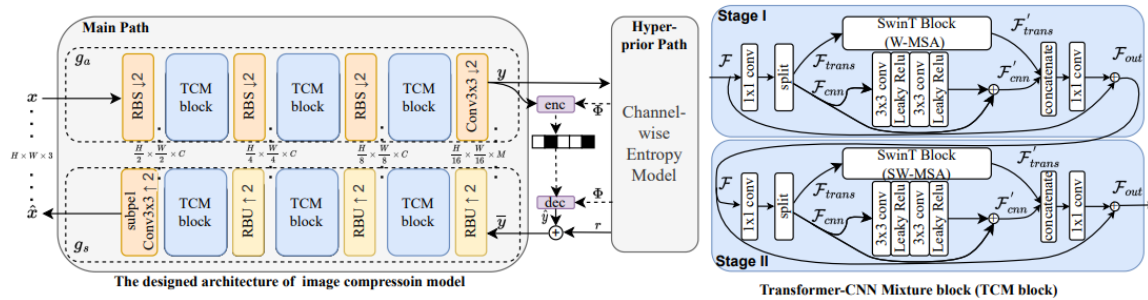 Main Path
g_a
x
RBS ↓2
TCM
block
RBS ↓2
TCM
block
RBS ↓2
TCM
block
Conv3x3 ↓2
y
enc
Φ
H × W × 3
H/2 × W/2 × C
H/4 × W/4 × C
H/8 × W/8 × C
H/16 × W/16 × M
x̂
subpel
Conv3x3 ↑2
TCM
block
RBU ↑2
TCM
block
RBU ↑2
TCM
block
RBU ↑2
ȳ
dec
Φ
ŷ
r
g_s
Hyper-
prior Path
Channel-
wise
Entropy
Model
The designed architecture of image compressoin model
Stage I
F
1x1 conv
split
SwinT Block
(W-MSA)
F_trans
F_cnn
3x3 conv
Leaky Relu
3x3 conv
Leaky Relu
F'_trans
F'_cnn
concatenate
1x1 conv
F_out
Stage II
F
1x1 conv
split
SwinT Block
(SW-MSA)
F_trans
F_cnn
3x3 conv
Leaky Relu
3x3 conv
Leaky Relu
F'_trans
F'_cnn
concatenate
1x1 conv
F_out
Transformer-CNN Mixture block (TCM block)